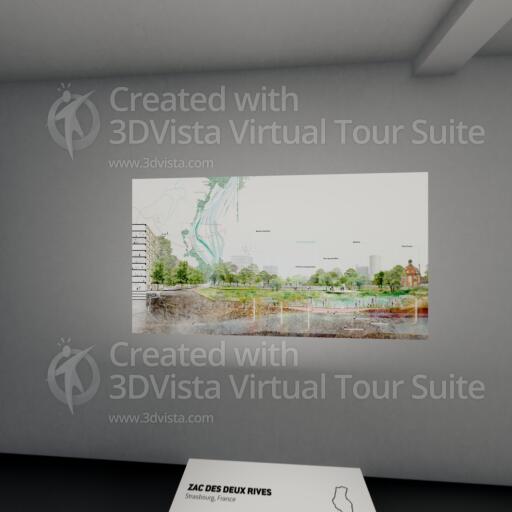 Created with
3DVista Virtual Tour Suite
www.3dvista.com
Created with
3DVista Virtual Tour Suite
www.3dvista.com
ZAC DES DEUX RIVES
Strasbourg, France